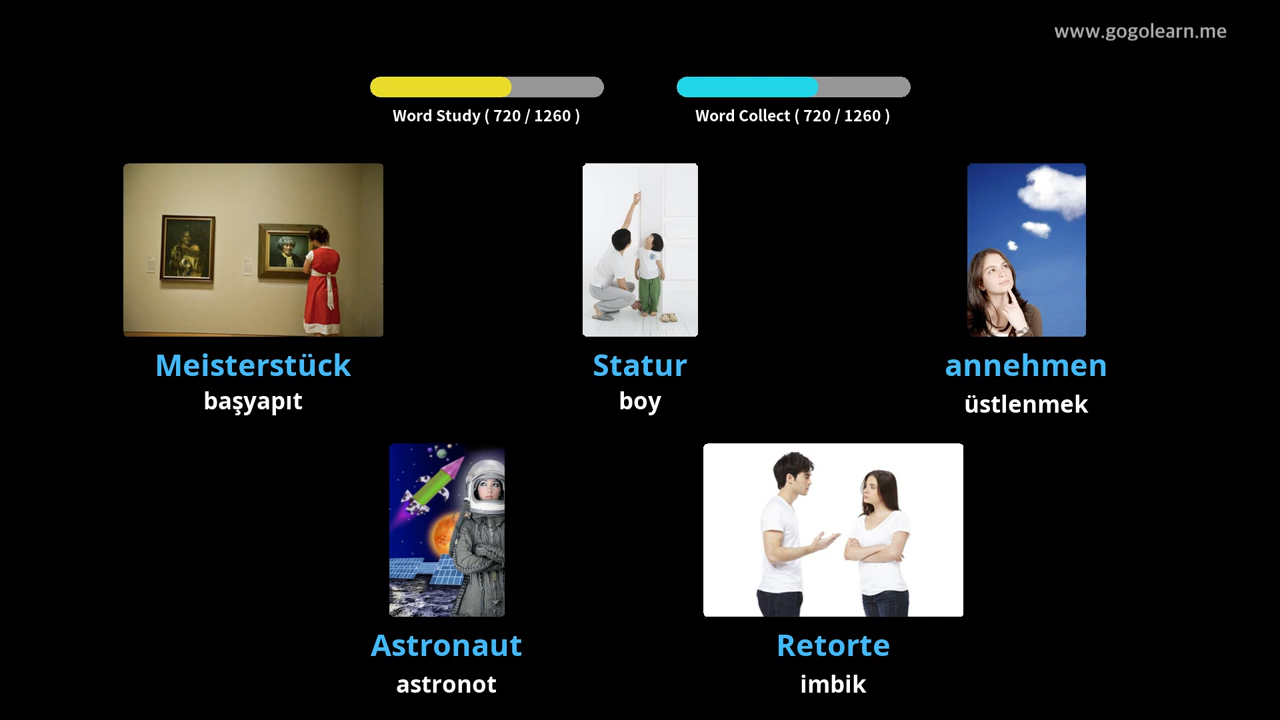 www.gogolearn.me
Word Study ( 720 / 1260 )
Word Collect ( 720 / 1260 )
Meisterstück
başyapıt
Statur
boy
annehmen
üstlenmek
Astronaut
astronot
Retorte
imbik